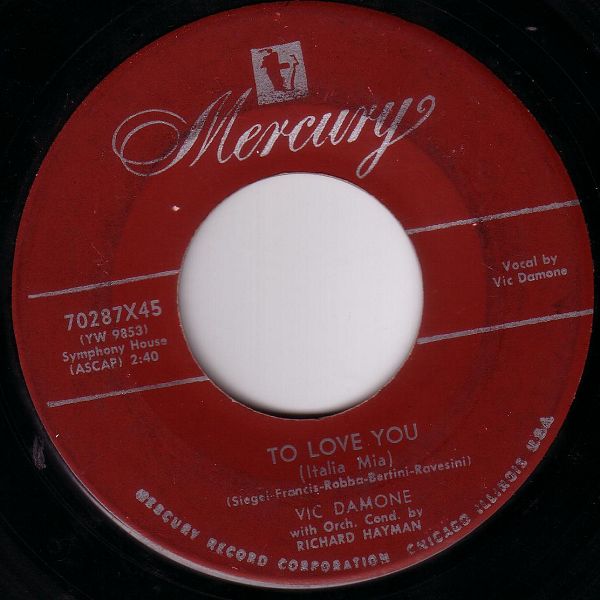 Mercury
Vocal by
Vic Damone
70287X45
(YW 9853)
Symphony House
(ASCAP) 2:40
TO LOVE YOU
(Italia Mia)
(Siegel-Francis-Robba-Bertini-Ravesini)
VIC DAMONE
with Orch. Cond. by
RICHARD HAYMAN
MERCURY RECORD CORPORATION CHICAGO ILLINOIS U.S.A.